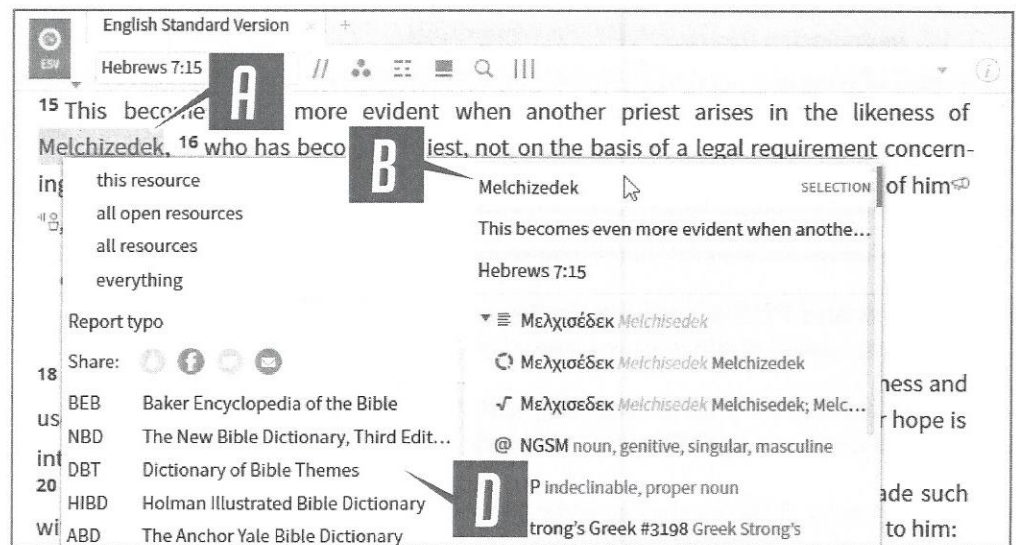 English Standard Version × +
ESV
Hebrews 7:15
A
15 This more evident when another priest arises in the likeness of
Melchizedek, 16 who has iest, not on the basis of a legal requirement concern-
B
ing
of him
this resource
all open resources
all resources
everything
Report typo
Share:
BEB Baker Encyclopedia of the Bible
NBD The New Bible Dictionary, Third Edit...
DBT Dictionary of Bible Themes
HIBD Holman Illustrated Bible Dictionary
ABD The Anchor Yale Bible Dictionary
Melchizedek SELECTION
This becomes even more evident when anothe...
Hebrews 7:15
Μελχισέδεκ Melchisedek
Μελχισεδεκ Melchisedek Melchizedek
√ Μελχισεδεκ Melchisedek Melchisedek; Melc...
@ NGSM noun, genitive, singular, masculine
D
P indeclinable, proper noun
trong's Greek #3198 Greek Strong's
18
ness and
us
r hope is
int
20
ade such
wi
to him: